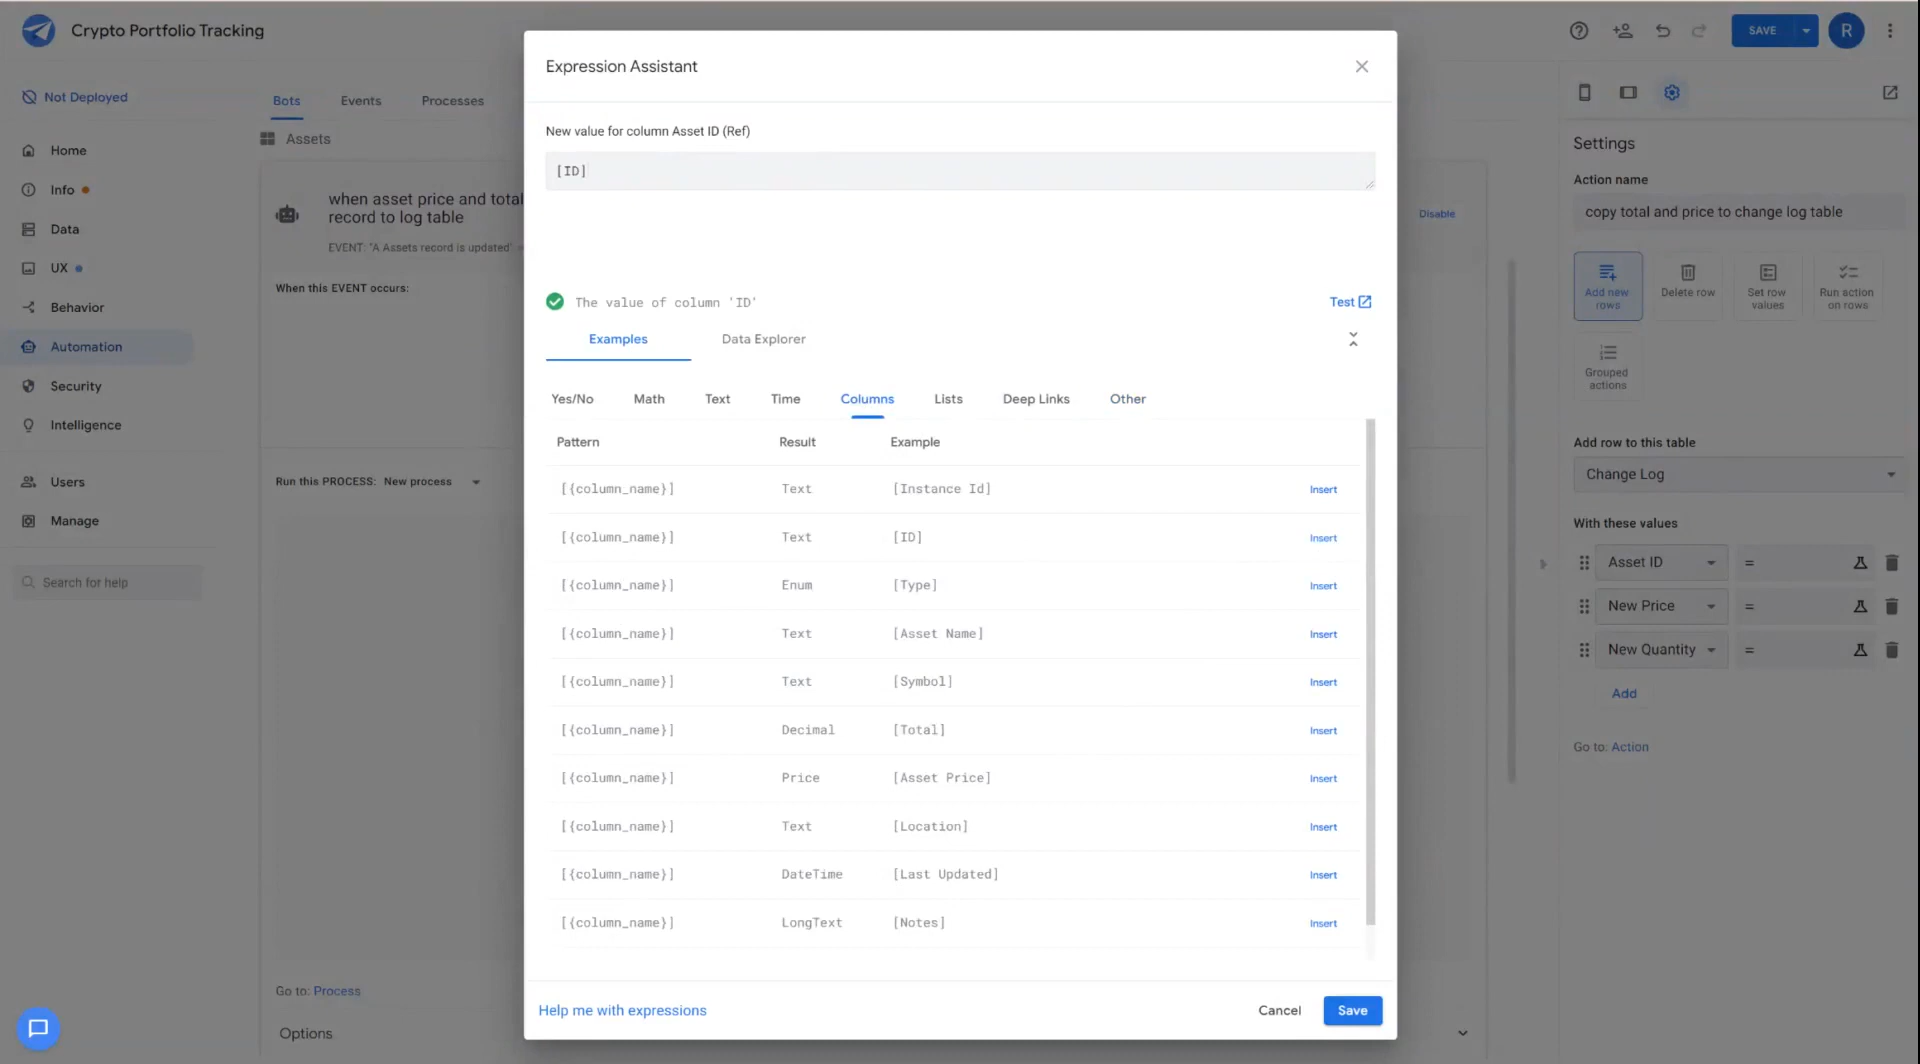 Crypto Portfolio Tracking
SAVE
R
Not Deployed
Home
Info
Data
UX
Behavior
Automation
Security
Intelligence
Users
Manage
Search for help
Bots
Events
Processes
Assets
when asset price and total
record to log table
EVENT: "A Assets record is updated"
When this EVENT occurs:
Disable
Run this PROCESS: New process
Go to: Process
Options
Expression Assistant
New value for column Asset ID (Ref)
[ID]
The value of column 'ID'
Test
Examples
Data Explorer
Yes/No
Math
Text
Time
Columns
Lists
Deep Links
Other
Pattern Result Example
[{column_name}] Text [Instance Id] Insert
[{column_name}] Text [ID] Insert
[{column_name}] Enum [Type] Insert
[{column_name}] Text [Asset Name] Insert
[{column_name}] Text [Symbol] Insert
[{column_name}] Decimal [Total] Insert
[{column_name}] Price [Asset Price] Insert
[{column_name}] Text [Location] Insert
[{column_name}] DateTime [Last Updated] Insert
[{column_name}] LongText [Notes] Insert
Help me with expressions
Cancel
Save
Settings
Action name
copy total and price to change log table
Add new
rows
Delete row
Set row
values
Run action
on rows
Grouped
actions
Add row to this table
Change Log
With these values
Asset ID =
New Price =
New Quantity =
Add
Go to: Action